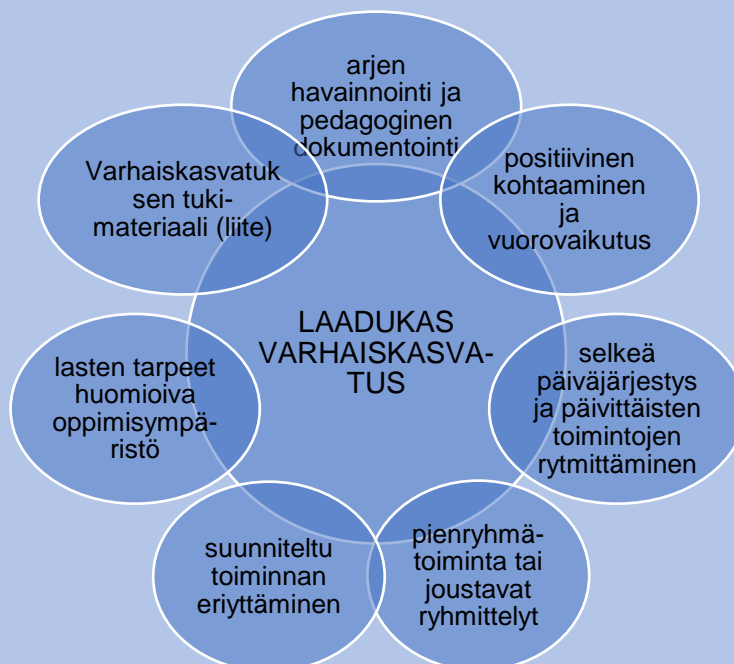 arjen
havainnointi ja
pedagoginen
dokumentointi
positiivinen
kohtaaminen
ja
vuorovaikutus
selkeä
päiväjärjestys
ja päivittäisten
toimintojen
rytmittäminen
pienryhmä-
toiminta tai
joustavat
ryhmittelyt
suunniteltu
toiminnan
eriyttäminen
lasten tarpeet
huomioiva
oppimisympä-
ristö
Varhaiskasvatuk
sen tuki-
materiaali (liite)
LAADUKAS
VARHAISKASVA-
TUS